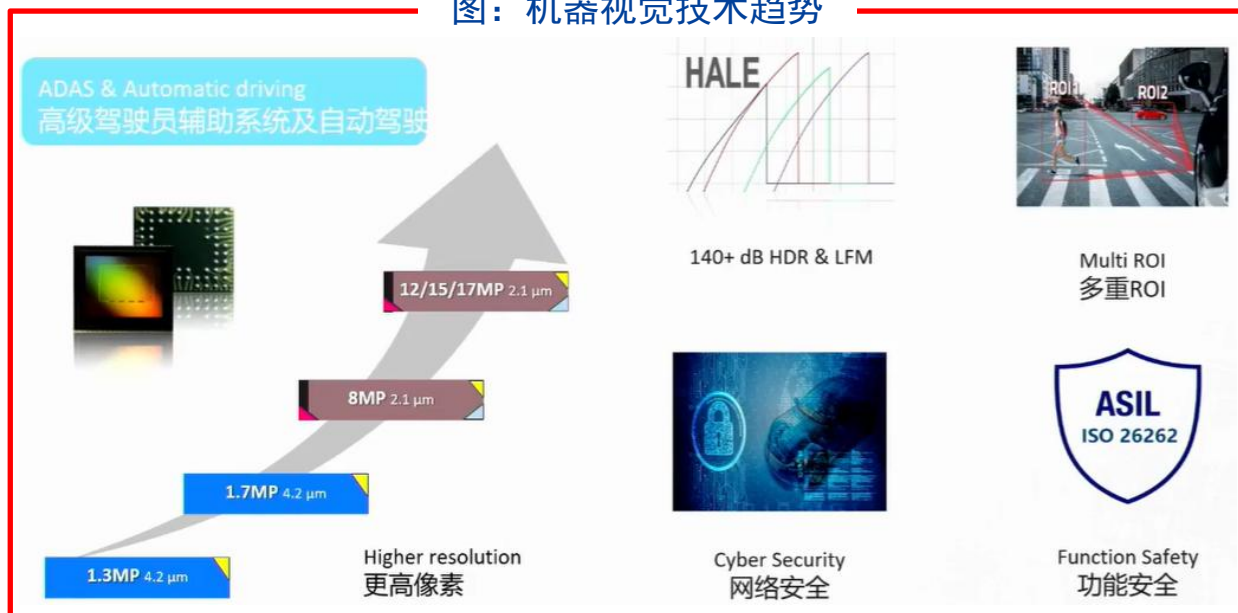 图：机器视觉技术趋势
ADAS & Automatic driving
高级驾驶员辅助系统及自动驾驶
12/15/17MP 2.1 μm
8MP 2.1 μm
1.7MP 4.2 μm
1.3MP 4.2 μm
Higher resolution
更高像素
HALE
140+ dB HDR & LFM
ROI1
ROI2
Multi ROI
多重ROI
Cyber Security
网络安全
ASIL
ISO 26262
Function Safety
功能安全